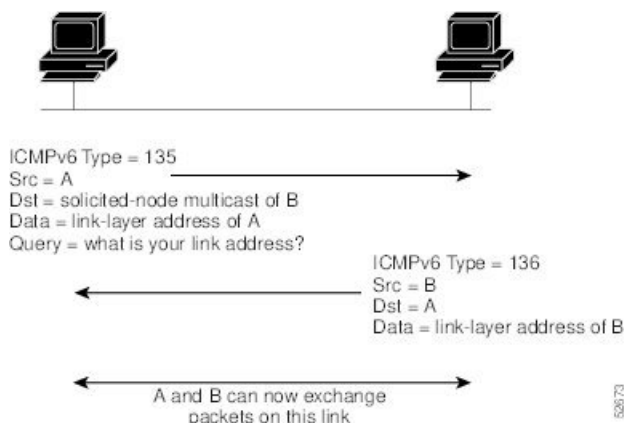 ICMPv6 Type = 135
Src = A
Dst = solicited-node multicast of B
Data = link-layer address of A
Query = what is your link address?
ICMPv6 Type = 136
Src = B
Dst = A
Data = link-layer address of B
A and B can now exchange
packets on this link
52673